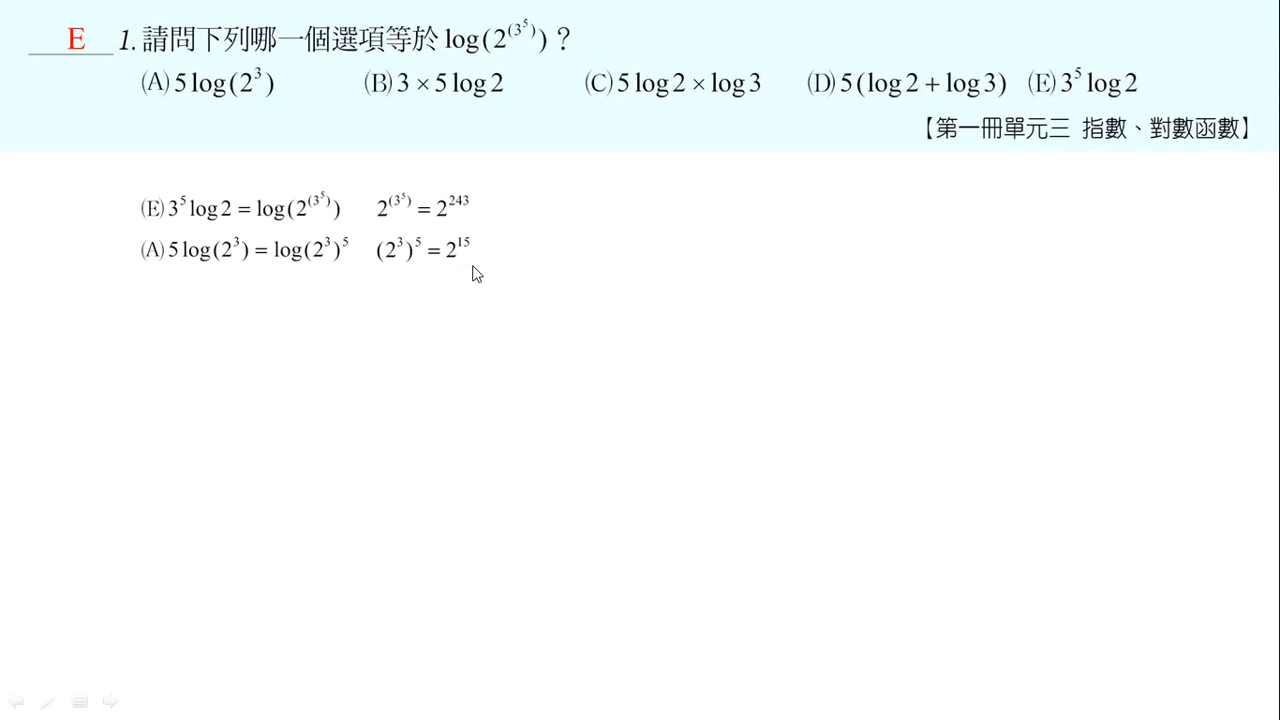 E 1. 請問下列哪一個選項等於 log(2^(3^5))？
(A) 5 log(2^3) (B) 3 × 5 log 2 (C) 5 log 2 × log 3 (D) 5(log 2 + log 3) (E) 3^5 log 2
【第一冊單元三 指數、對數函數】
(E) 3^5 log 2 = log(2^(3^5)) 2^(3^5) = 2^243
(A) 5 log(2^3) = log(2^3)^5 (2^3)^5 = 2^15